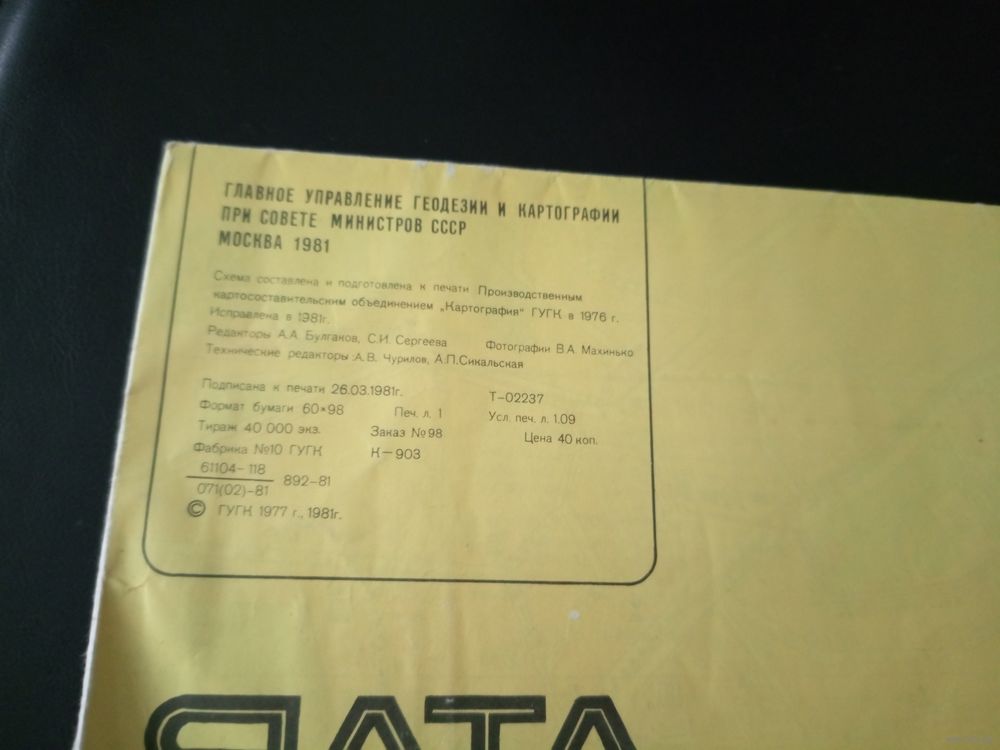 ГЛАВНОЕ УПРАВЛЕНИЕ ГЕОДЕЗИИ И КАРТОГРАФИИ
ПРИ СОВЕТЕ МИНИСТРОВ СССР
МОСКВА 1981
Схема составлена и подготовлена к печати Производственным
картосоставительским объединением „Картография" ГУГК в 1976 г.
Исправлена в 1981г.
Редакторы А.А. Булгаков, С.И. Сергеева Фотографии В.А. Махинько
Технические редакторы: А.В. Чурилов, А.П.Сикальская
Подписана к печати 26.03.1981г. Т-02237
Формат бумаги 60×98 Печ. л. 1 Усл. печ. л. 1.09
Тираж 40 000 экз. Заказ №98 Цена 40 коп.
Фабрика №10 ГУГК К-903
61104-118
071(02)-81 892-81
© ГУГК 1977 г., 1981г.
ЯЛТА